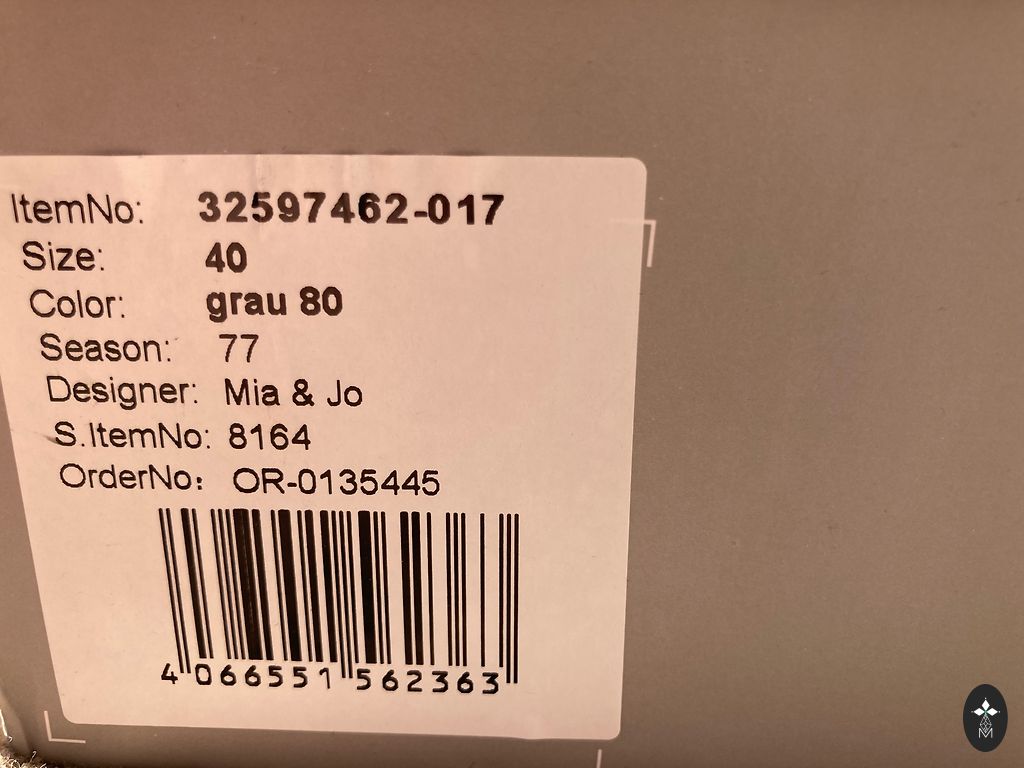 ItemNo: 32597462-017
Size: 40
Color: grau 80
Season: 77
Designer: Mia & Jo
S.ItemNo: 8164
OrderNo: OR-0135445
4 066551 562363
M